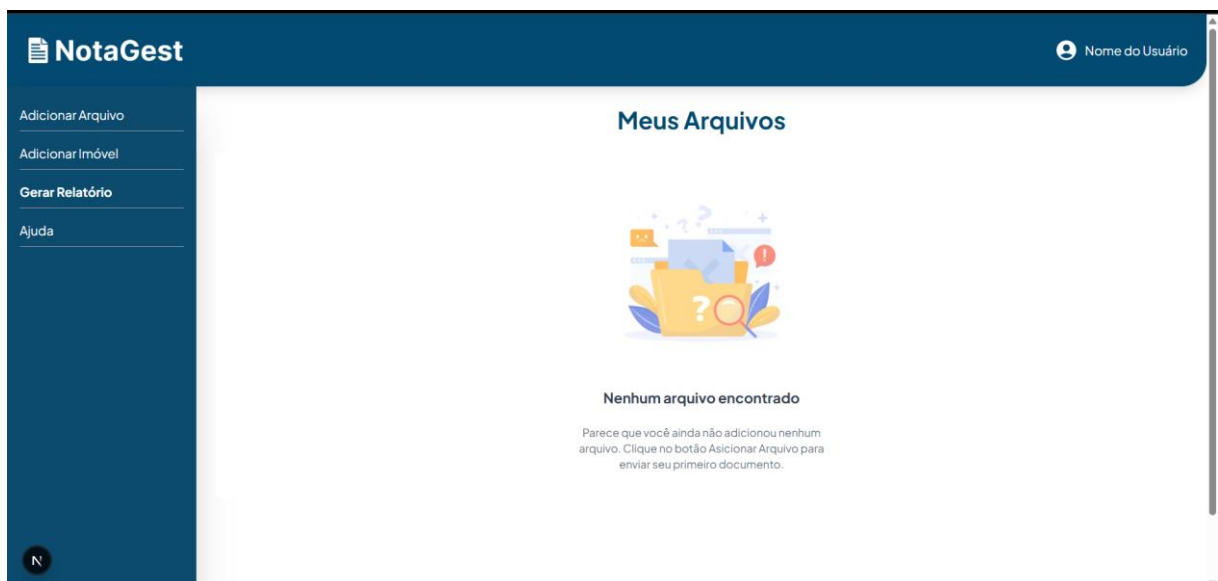 NotaGest
Nome do Usuário
Adicionar Arquivo
Adicionar Imóvel
Gerar Relatório
Ajuda
Meus Arquivos
? ?
!
?
Nenhum arquivo encontrado
Parece que você ainda não adicionou nenhum
arquivo. Clique no botão Asicionar Arquivo para
enviar seu primeiro documento.
N